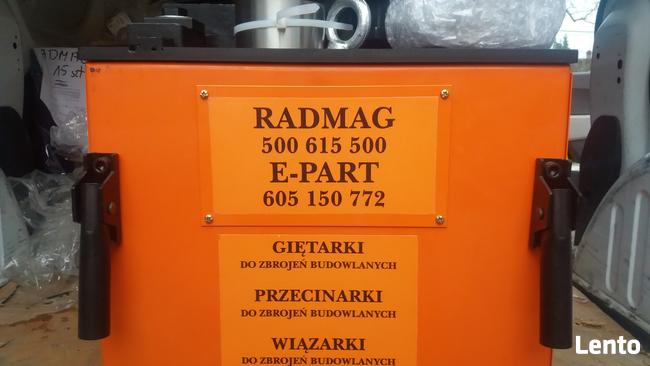 RADMAG
500 615 500
E-PART
605 150 772
GIĘTARKI
DO ZBROJEŃ BUDOWLANYCH
PRZECINARKI
DO ZBROJEŃ BUDOWLANYCH
WIĄZARKI
DO ZBROJEŃ BUDOWLANYCH
Lento